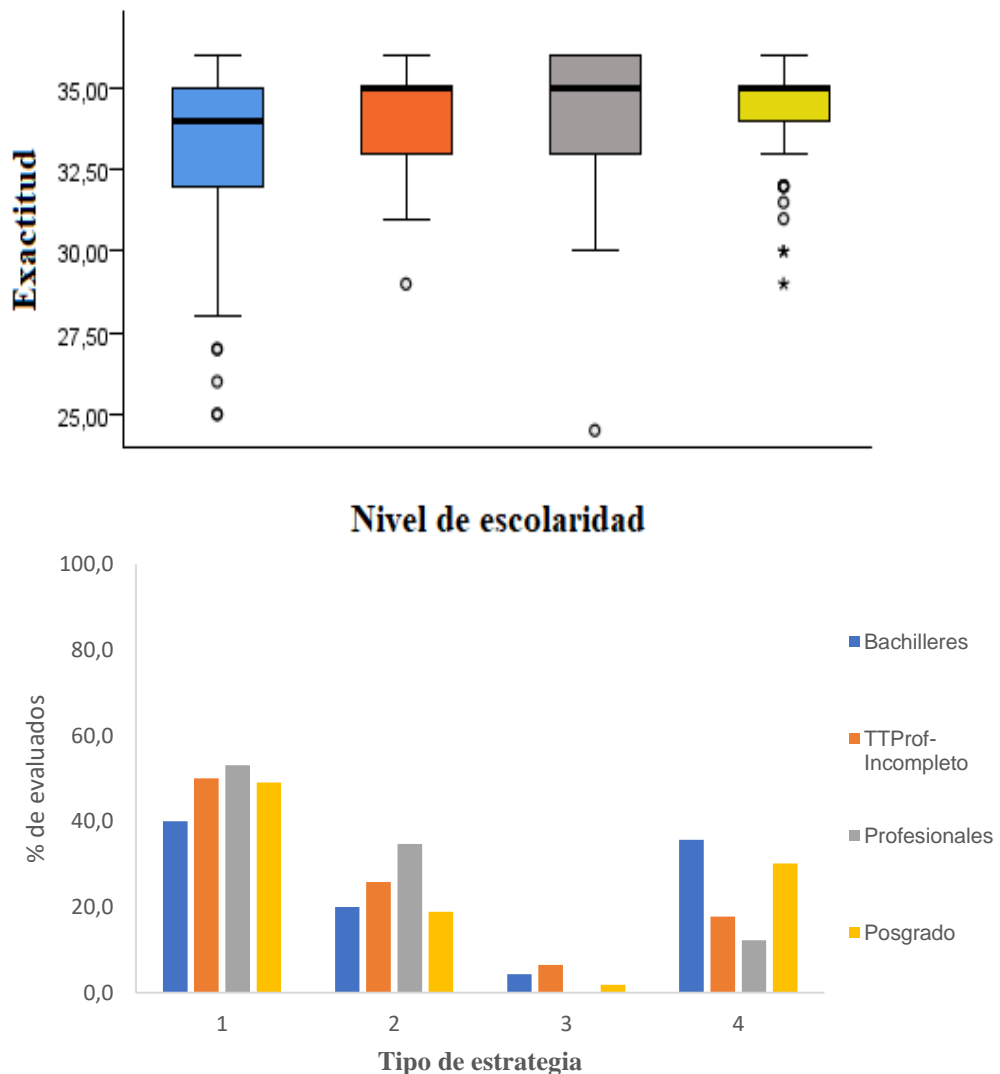 35,00
32,50
30,00
27,50
25,00
Exactitud
Nivel de escolaridad
100,0
80,0
60,0
40,0
20,0
0,0
% de evaluados
1 2 3 4
Tipo de estrategia
Bachilleres
TTProf-
Incompleto
Profesionales
Posgrado